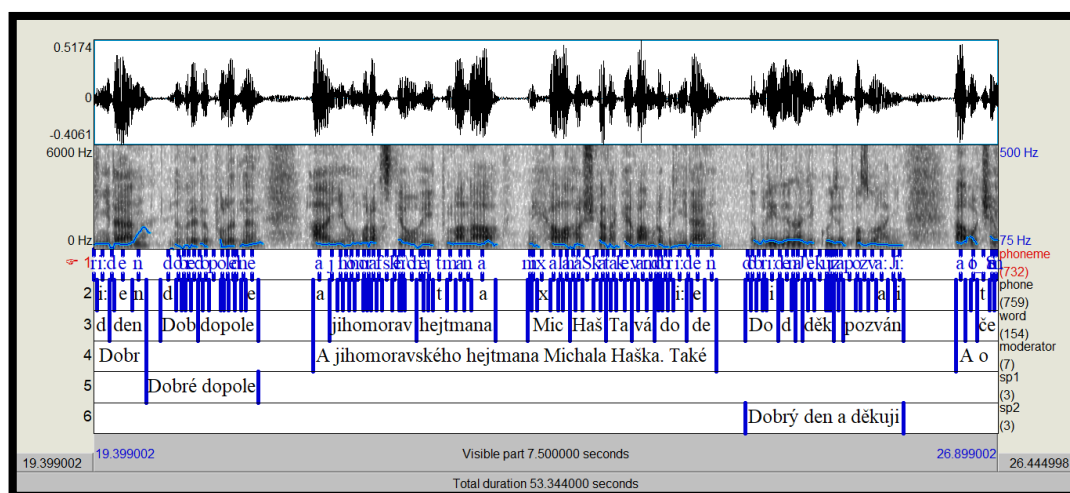 0.5174
0
-0.4061
6000 Hz
500 Hz
0 Hz
75 Hz
1
phoneme
(732)
2 i: e n d e a t a x i: e i a i t
phone
(759)
3 d den Dob dopole jihomorav hejtmana Mic Haš Ta vá do de Do d děk pozván če
word
(154)
4 Dobr A jihomoravského hejtmana Michala Haška. Také A o
moderator
(7)
5 Dobré dopole
sp1
(3)
6 Dobrý den a děkuji
sp2
(3)
19.399002 19.399002 Visible part 7.500000 seconds 26.899002 26.444998
Total duration 53.344000 seconds